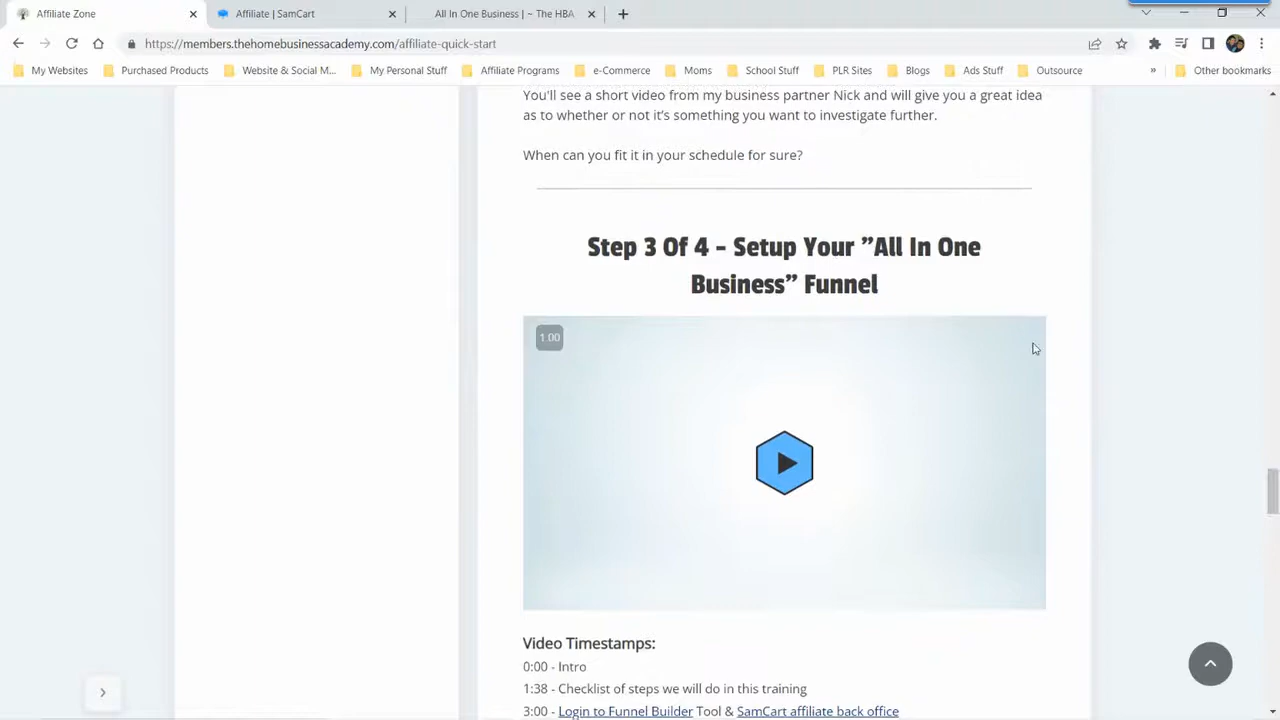 Affiliate Zone
Affiliate | SamCart
All In One Business | ~ The HBA
https://members.thehomebusinessacademy.com/affiliate-quick-start
My Websites
Purchased Products
Website & Social M...
My Personal Stuff
Affiliate Programs
e-Commerce
Moms
School Stuff
PLR Sites
Blogs
Ads Stuff
Outsource
»
Other bookmarks
You'll see a short video from my business partner Nick and will give you a great idea
as to whether or not it's something you want to investigate further.
When can you fit it in your schedule for sure?
Step 3 Of 4 - Setup Your "All In One
Business" Funnel
1.00
Video Timestamps:
0:00 - Intro
1:38 - Checklist of steps we will do in this training
3:00 - Login to Funnel Builder Tool & SamCart affiliate back office